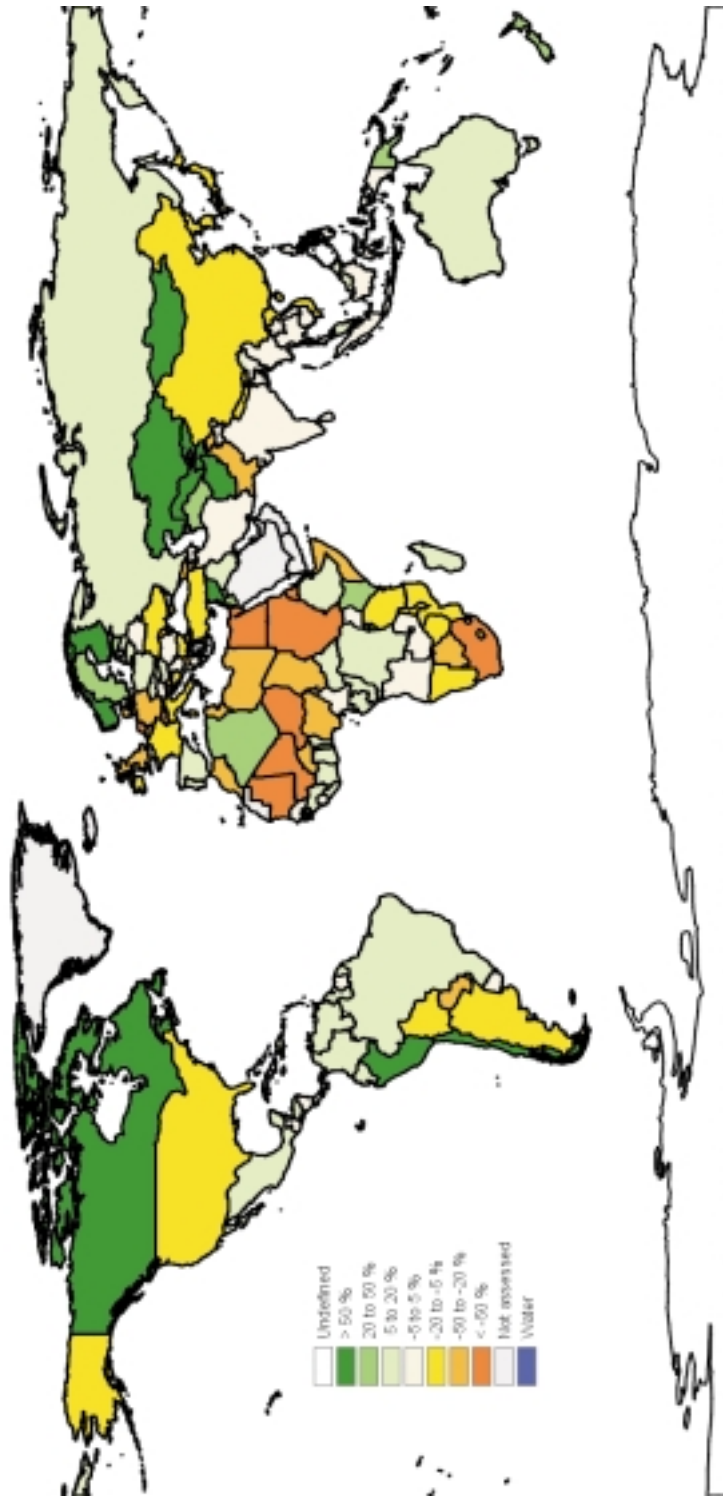 Undefined
> 50 %
20 to 50 %
5 to 20 %
-5 to 5 %
-20 to -5 %
-50 to -20 %
< -50 %
Not assessed
Water